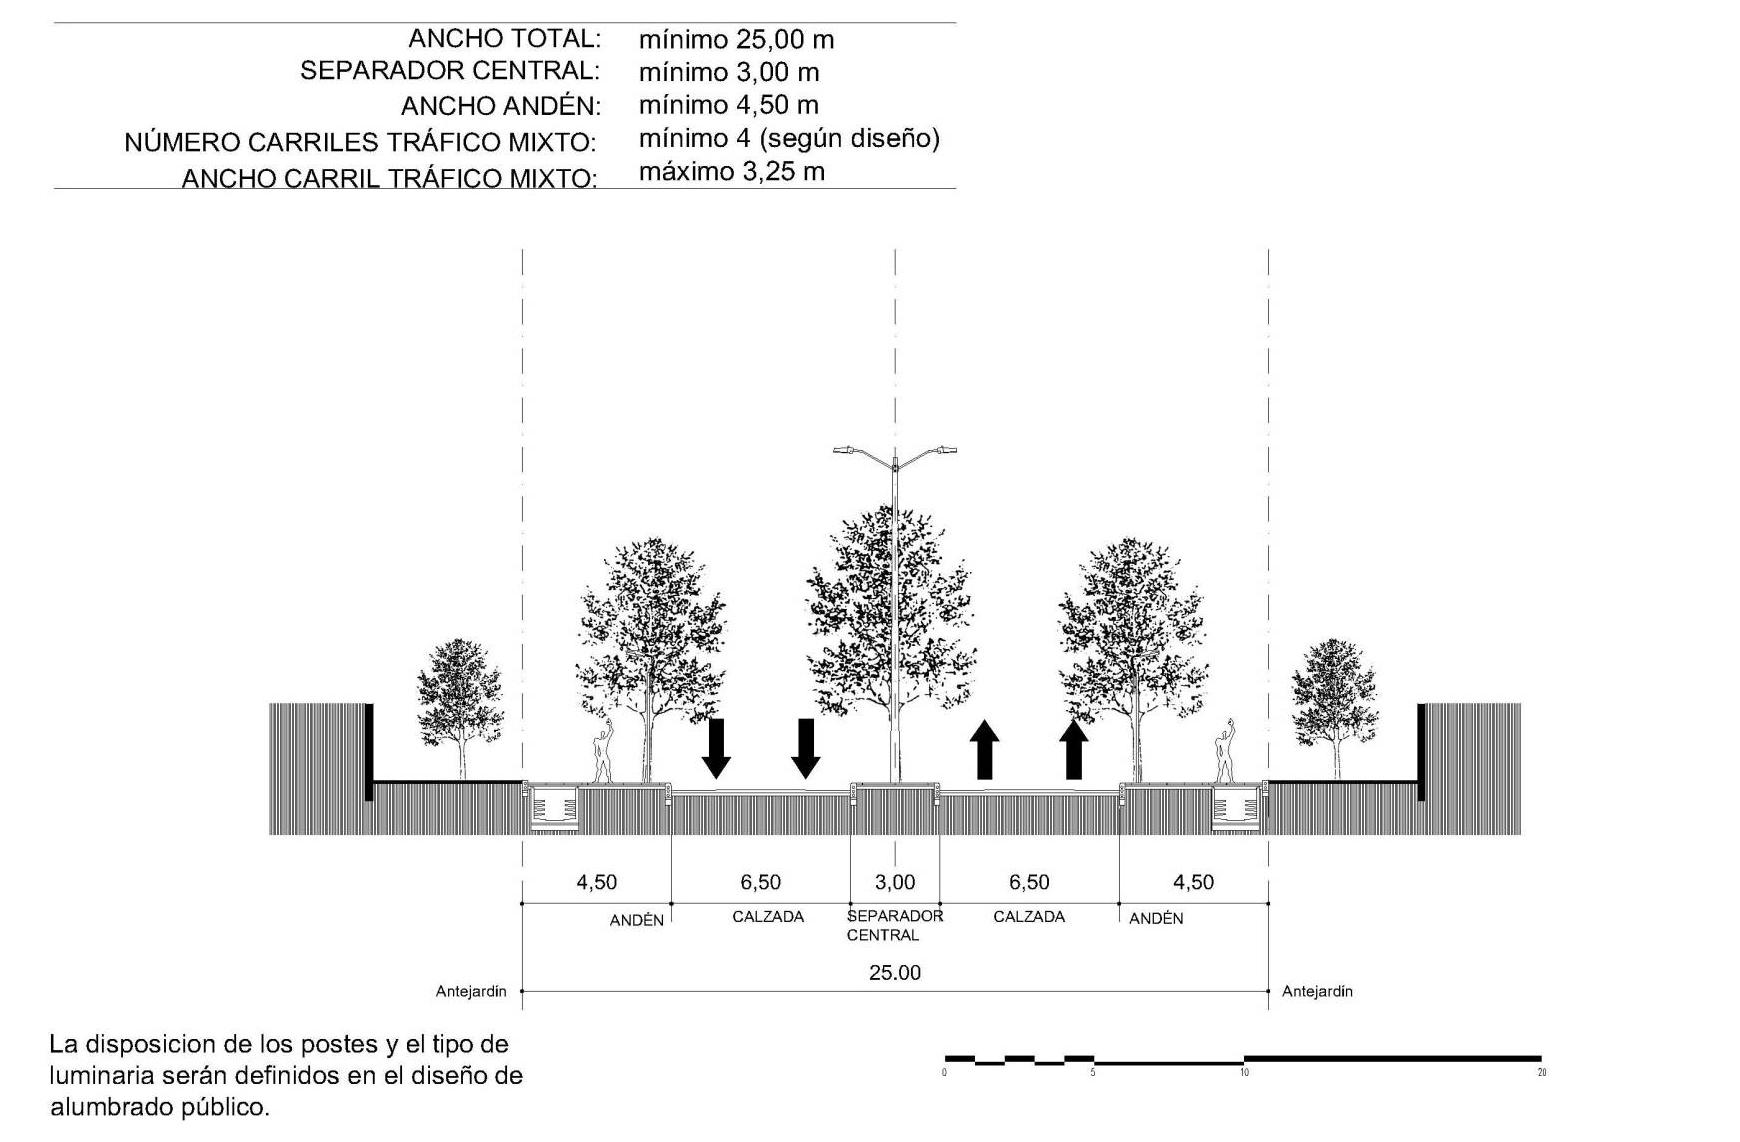 ANCHO TOTAL: mínimo 25,00 m
SEPARADOR CENTRAL: mínimo 3,00 m
ANCHO ANDÉN: mínimo 4,50 m
NÚMERO CARRILES TRÁFICO MIXTO: mínimo 4 (según diseño)
ANCHO CARRIL TRÁFICO MIXTO: máximo 3,25 m
4,50 6,50 3,00 6,50 4,50
ANDÉN CALZADA SEPARADOR CALZADA ANDÉN
CENTRAL
25.00
Antejardín Antejardín
La disposicion de los postes y el tipo de
luminaria serán definidos en el diseño de
alumbrado público.
0 5 10 20